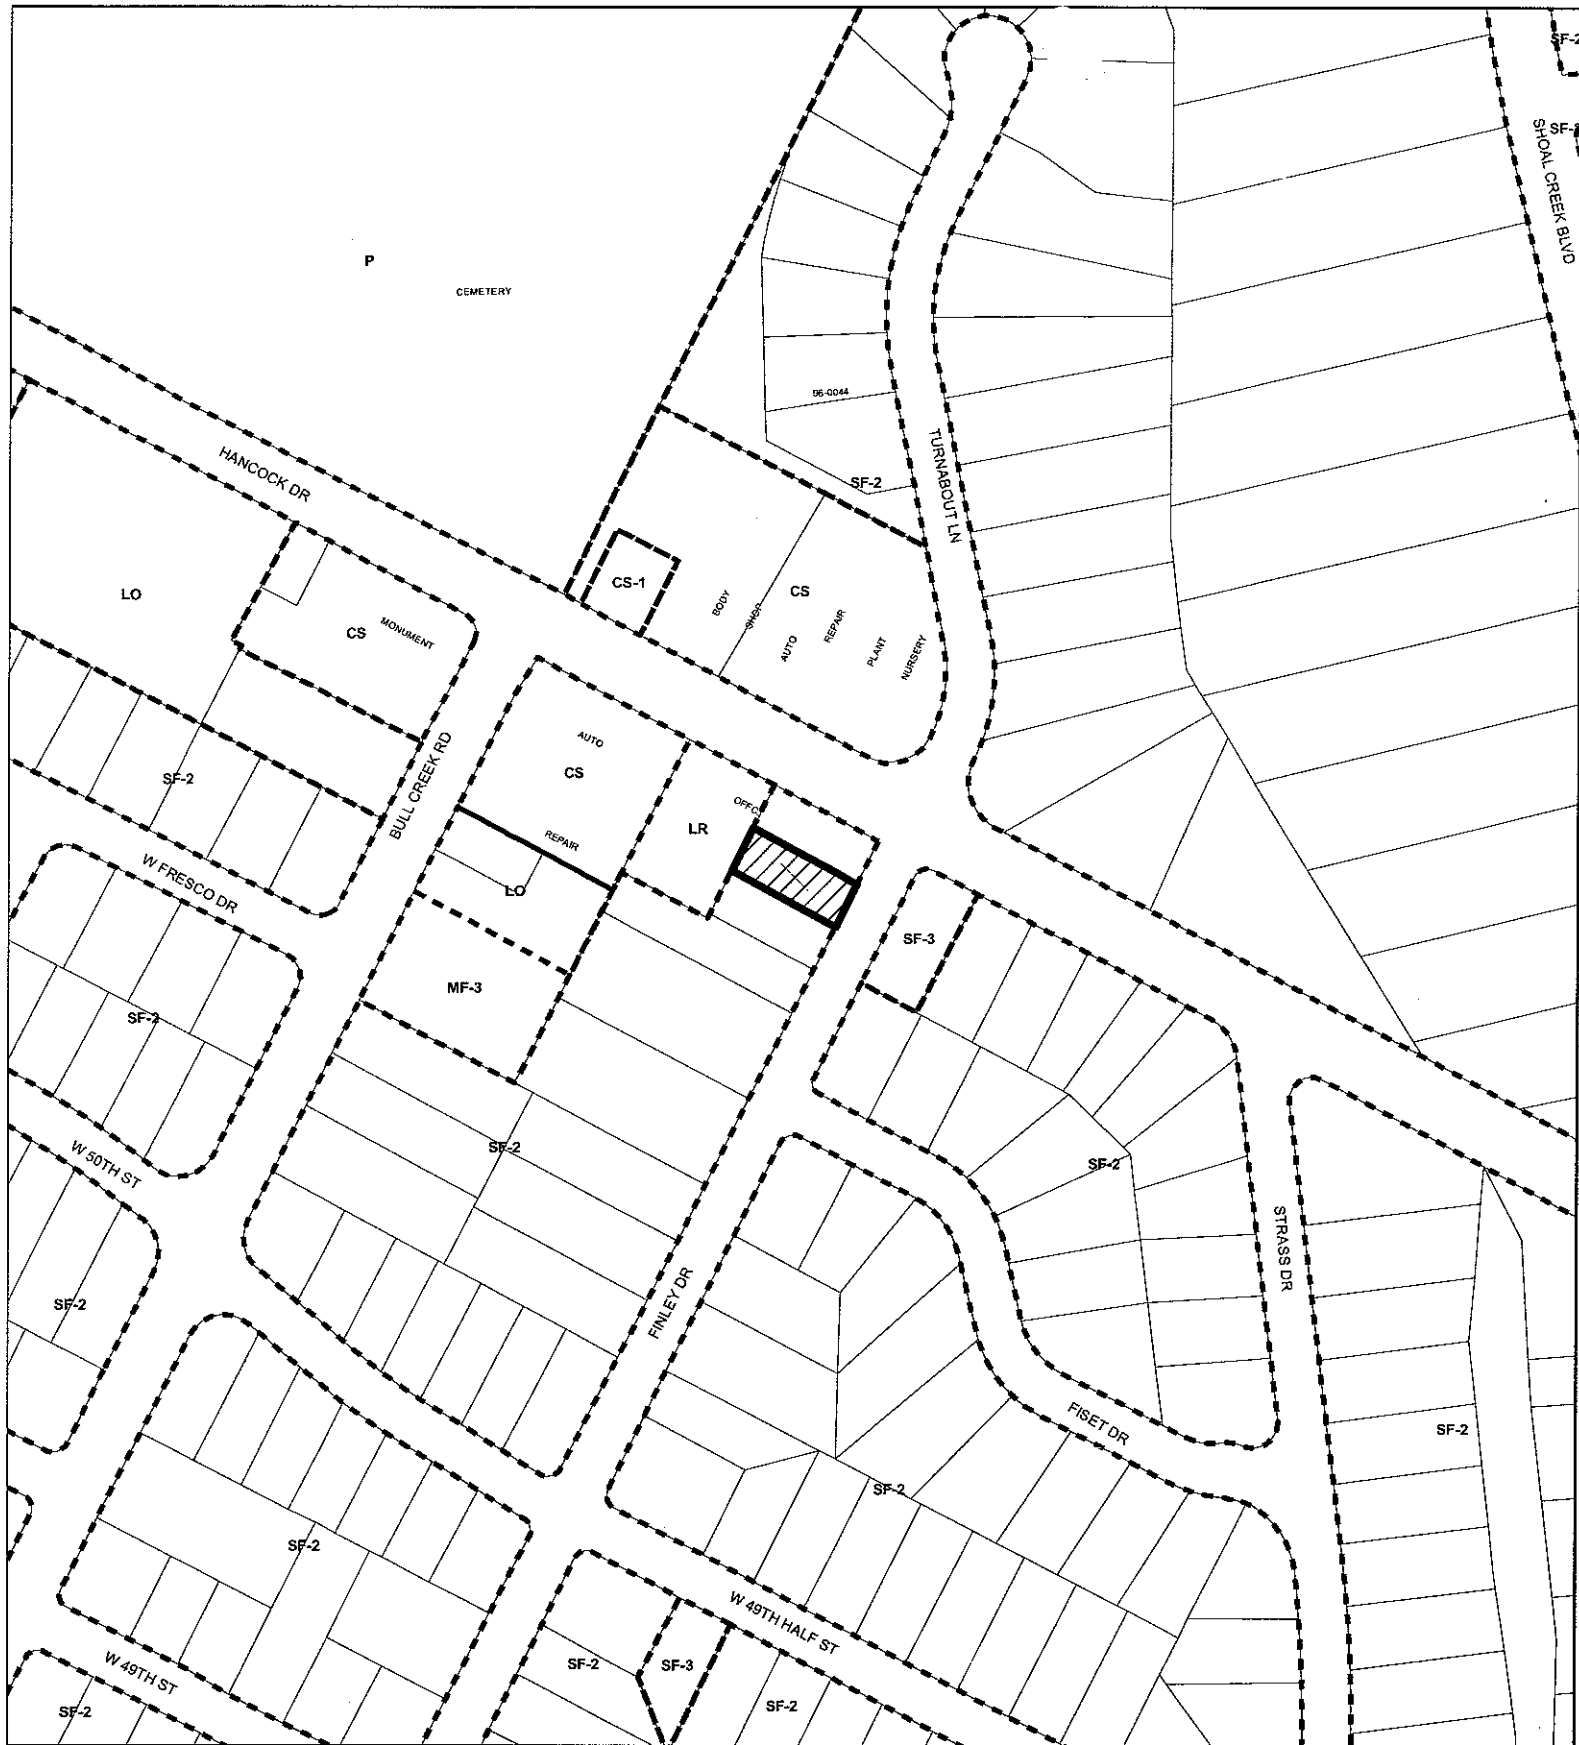 SF-2
SF-2
SHOAL CREEK BLVD
P
CEMETERY
96-0044
HANCOCK DR
TURNABOUT LN
SF-2
CS-1
LO
BODY
SHOP
CS
AUTO
REPAIR
PLANT
NURSERY
CS
MONUMENT
AUTO
CS
REPAIR
BULL CREEK RD
SF-2
OFFC
LR
W FRESCO DR
LO
SF-3
MF-3
SF-2
W 50TH ST
SF-2
SF-2
STRASS DR
SF-2
FINLEY DR
FISET DR
SF-2
SF-2
SF-2
W 49TH HALF ST
W 49TH ST
SF-2
SF-3
SF-2
SF-2